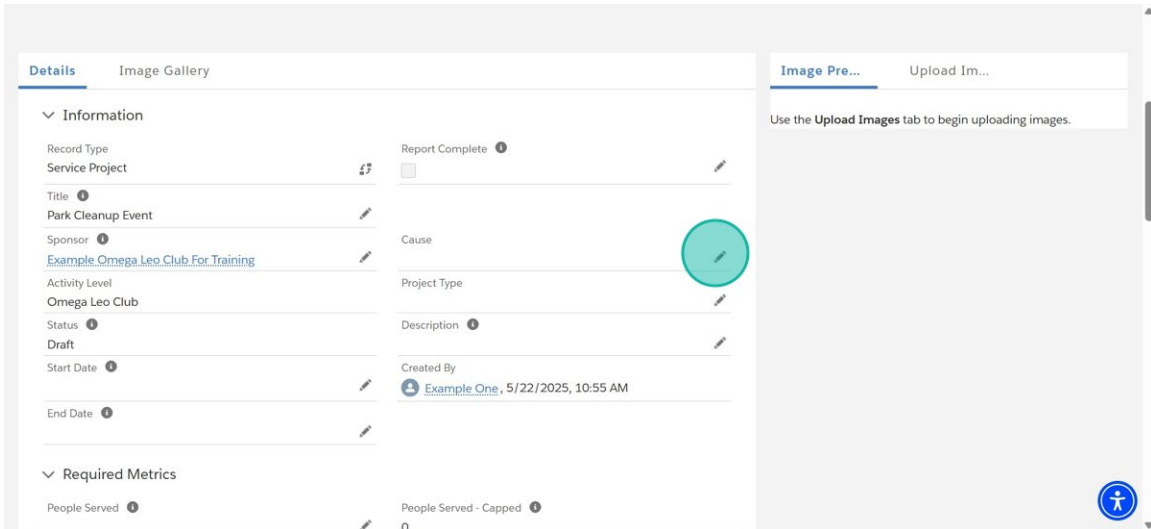 Details Image Gallery
Image Pre... Upload Im...
Information
Use the Upload Images tab to begin uploading images.
Record Type
Service Project
Report Complete
Title
Park Cleanup Event
Sponsor
Example Omega Leo Club For Training
Cause
Activity Level
Omega Leo Club
Project Type
Status
Draft
Description
Start Date
Created By
Example One, 5/22/2025, 10:55 AM
End Date
Required Metrics
People Served
People Served - Capped
0